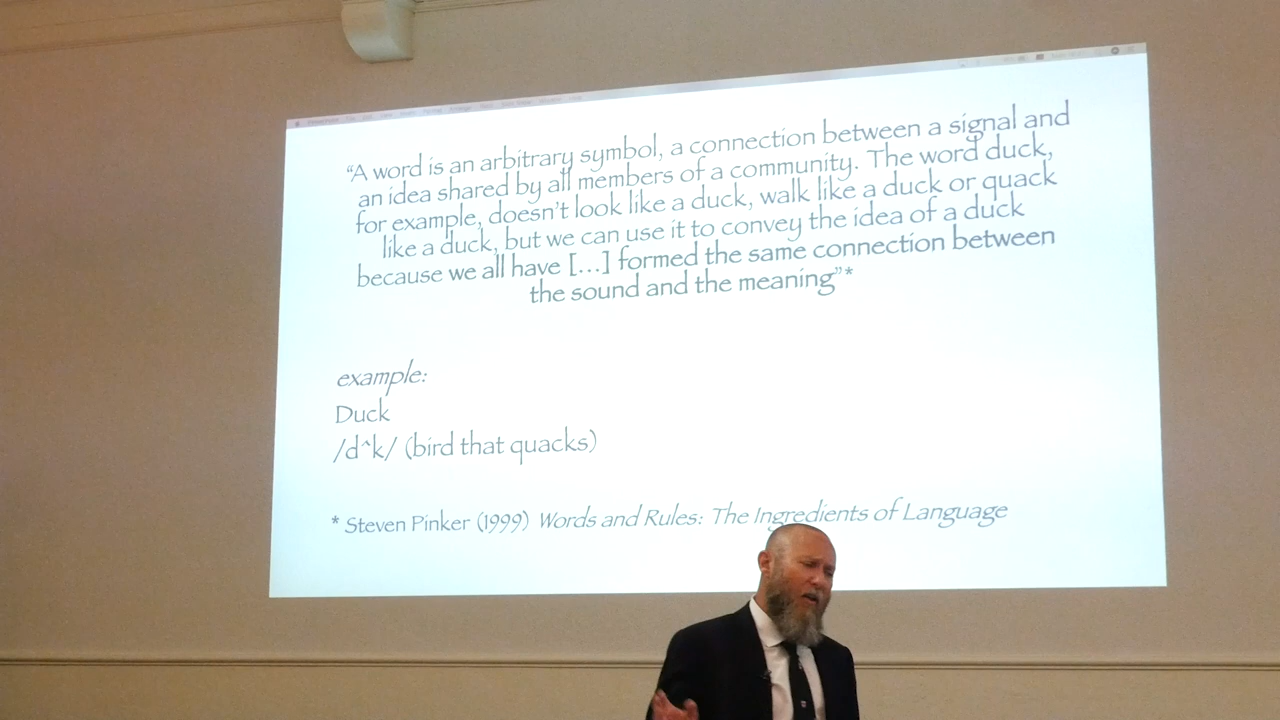 “A word is an arbitrary symbol, a connection between a signal and
an idea shared by all members of a community. The word duck,
for example, doesn’t look like a duck, walk like a duck or quack
like a duck, but we can use it to convey the idea of a duck
because we all have [...] formed the same connection between
the sound and the meaning”*
example:
Duck
/d^k/ (bird that quacks)
* Steven Pinker (1999) Words and Rules: The Ingredients of Language